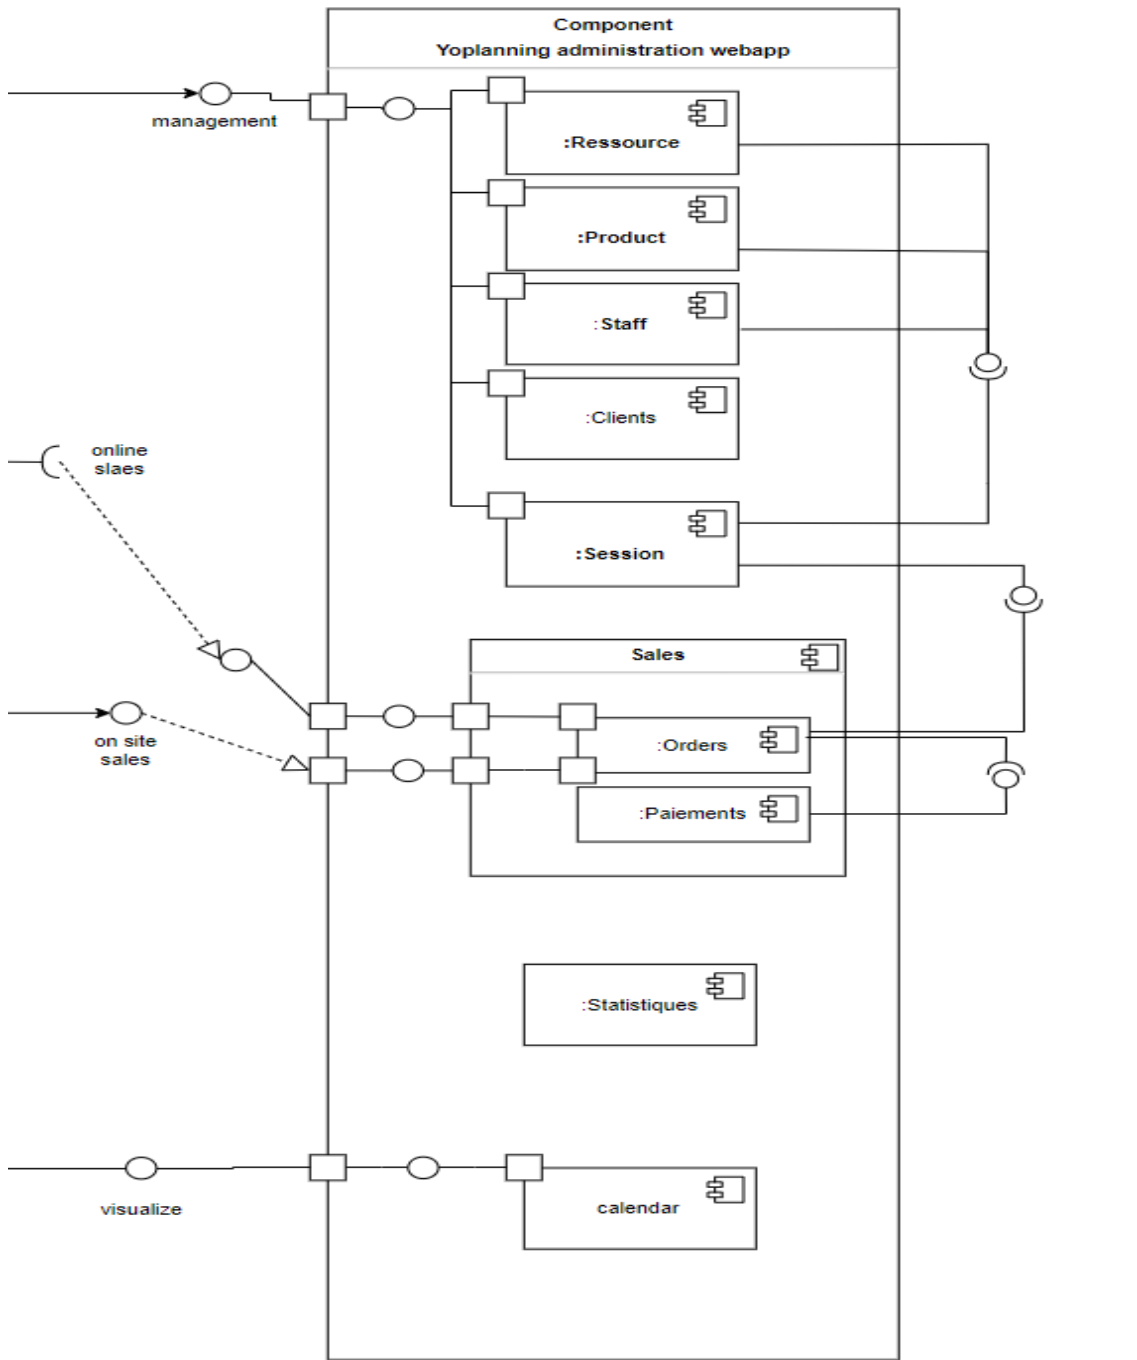 Component
Yoplanning administration webapp
management
:Ressource
:Product
:Staff
:Clients
online
slaes
:Session
Sales
on site
sales
:Orders
:Paiements
:Statistiques
visualize
calendar